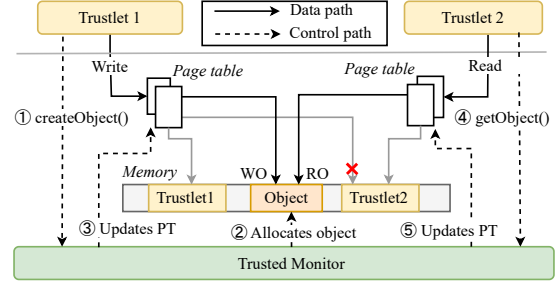 Trustlet 1
Data path
Control path
Trustlet 2
Write
Page table
Page table
Read
① createObject()
④ getObject()
Memory
WO
RO
Trustlet1
Object
Trustlet2
③ Updates PT
② Allocates object
⑤ Updates PT
Trusted Monitor